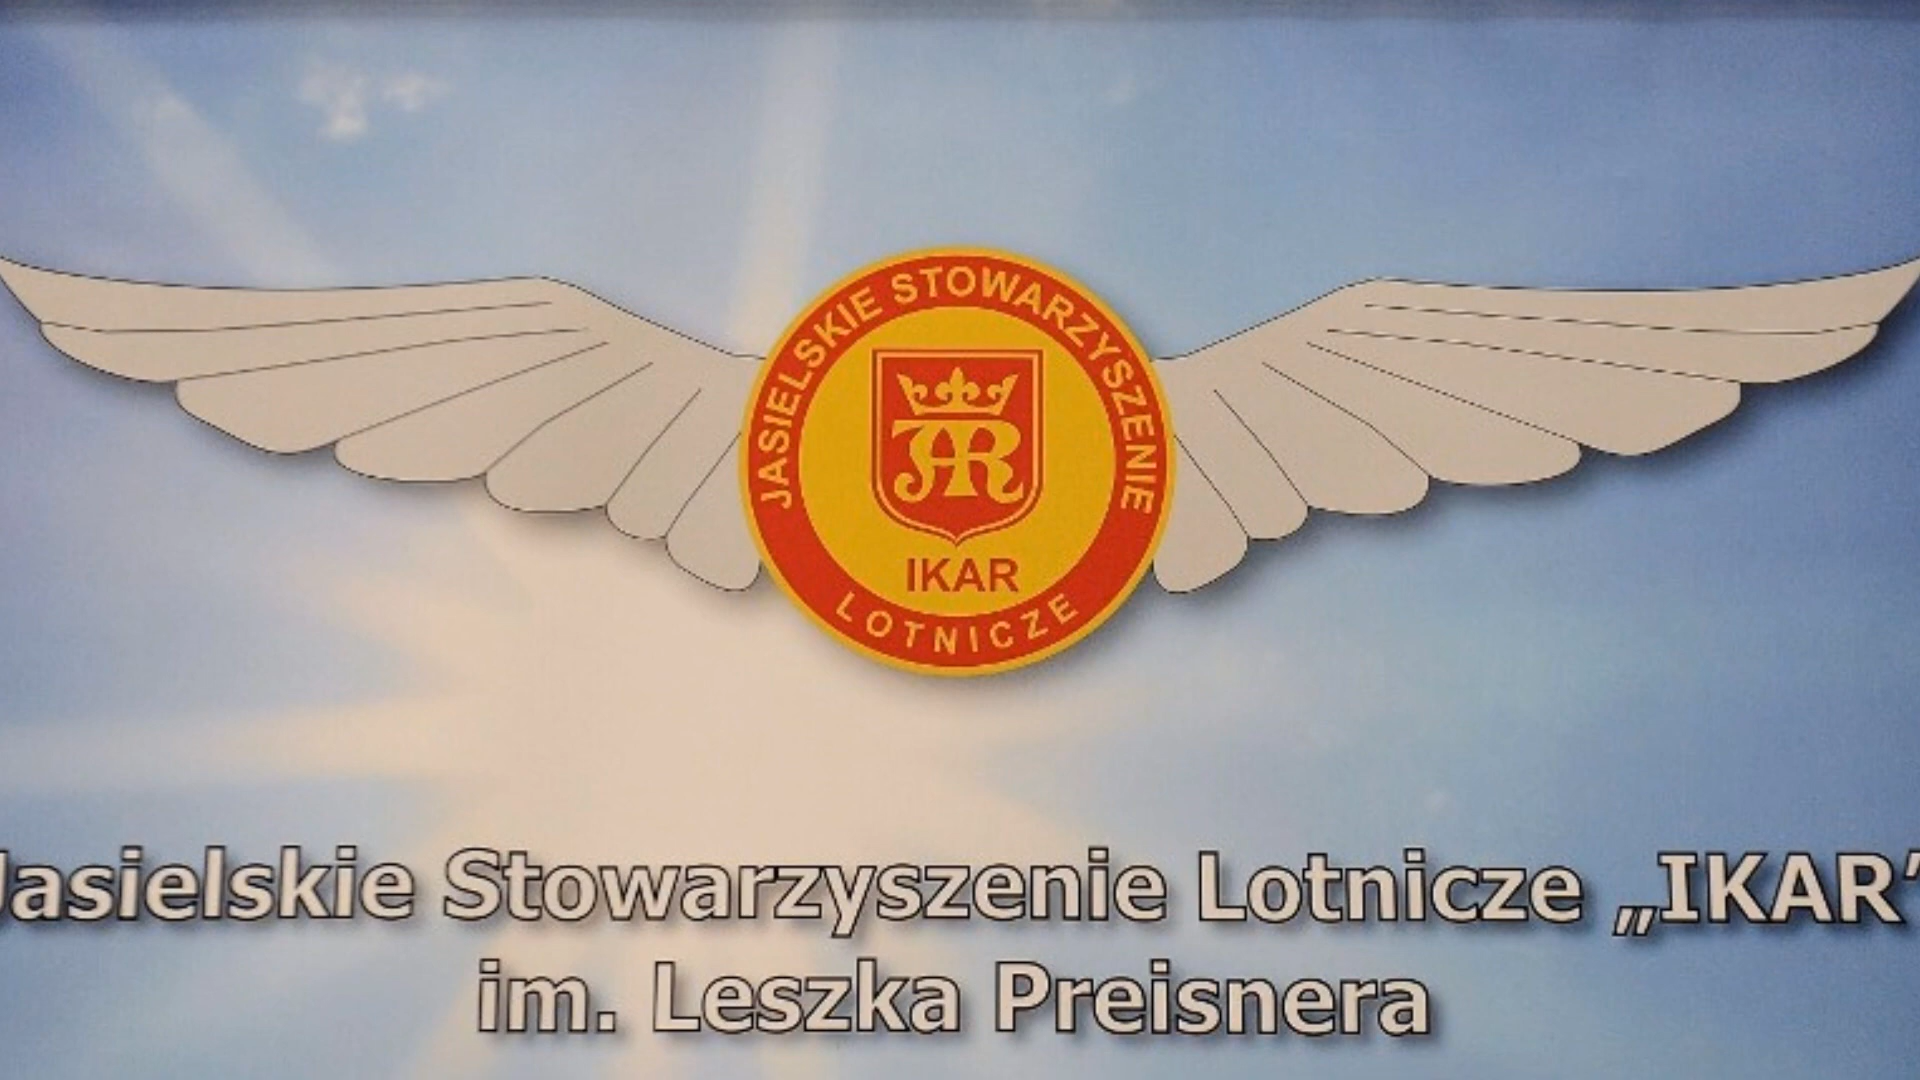 JASIELSKIE STOWARZYSZENIE
IKAR
LOTNICZE
Jasielskie Stowarzyszenie Lotnicze „IKAR”
im. Leszka Preisnera